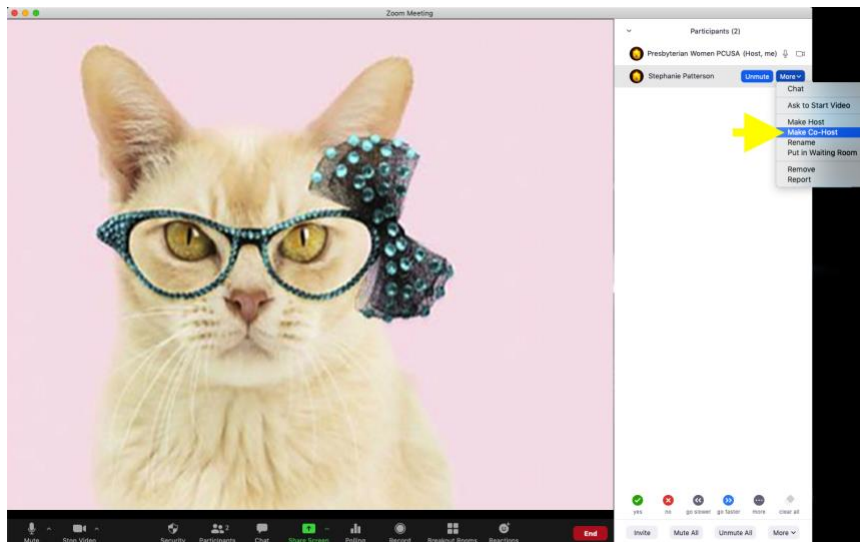 Zoom Meeting
Participants (2)
Presbyterian Women PCUSA (Host, me)
Stephanie Patterson Unmute More
Chat
Ask to Start Video
Make Host
Make Co-Host
Rename
Put in Waiting Room
Remove
Report
yes no go slower go faster more clear all
Mute Stop Video Security Participants 2 Chat Share Screen Polling Record Breakout Rooms Reactions End
Invite Mute All Unmute All More